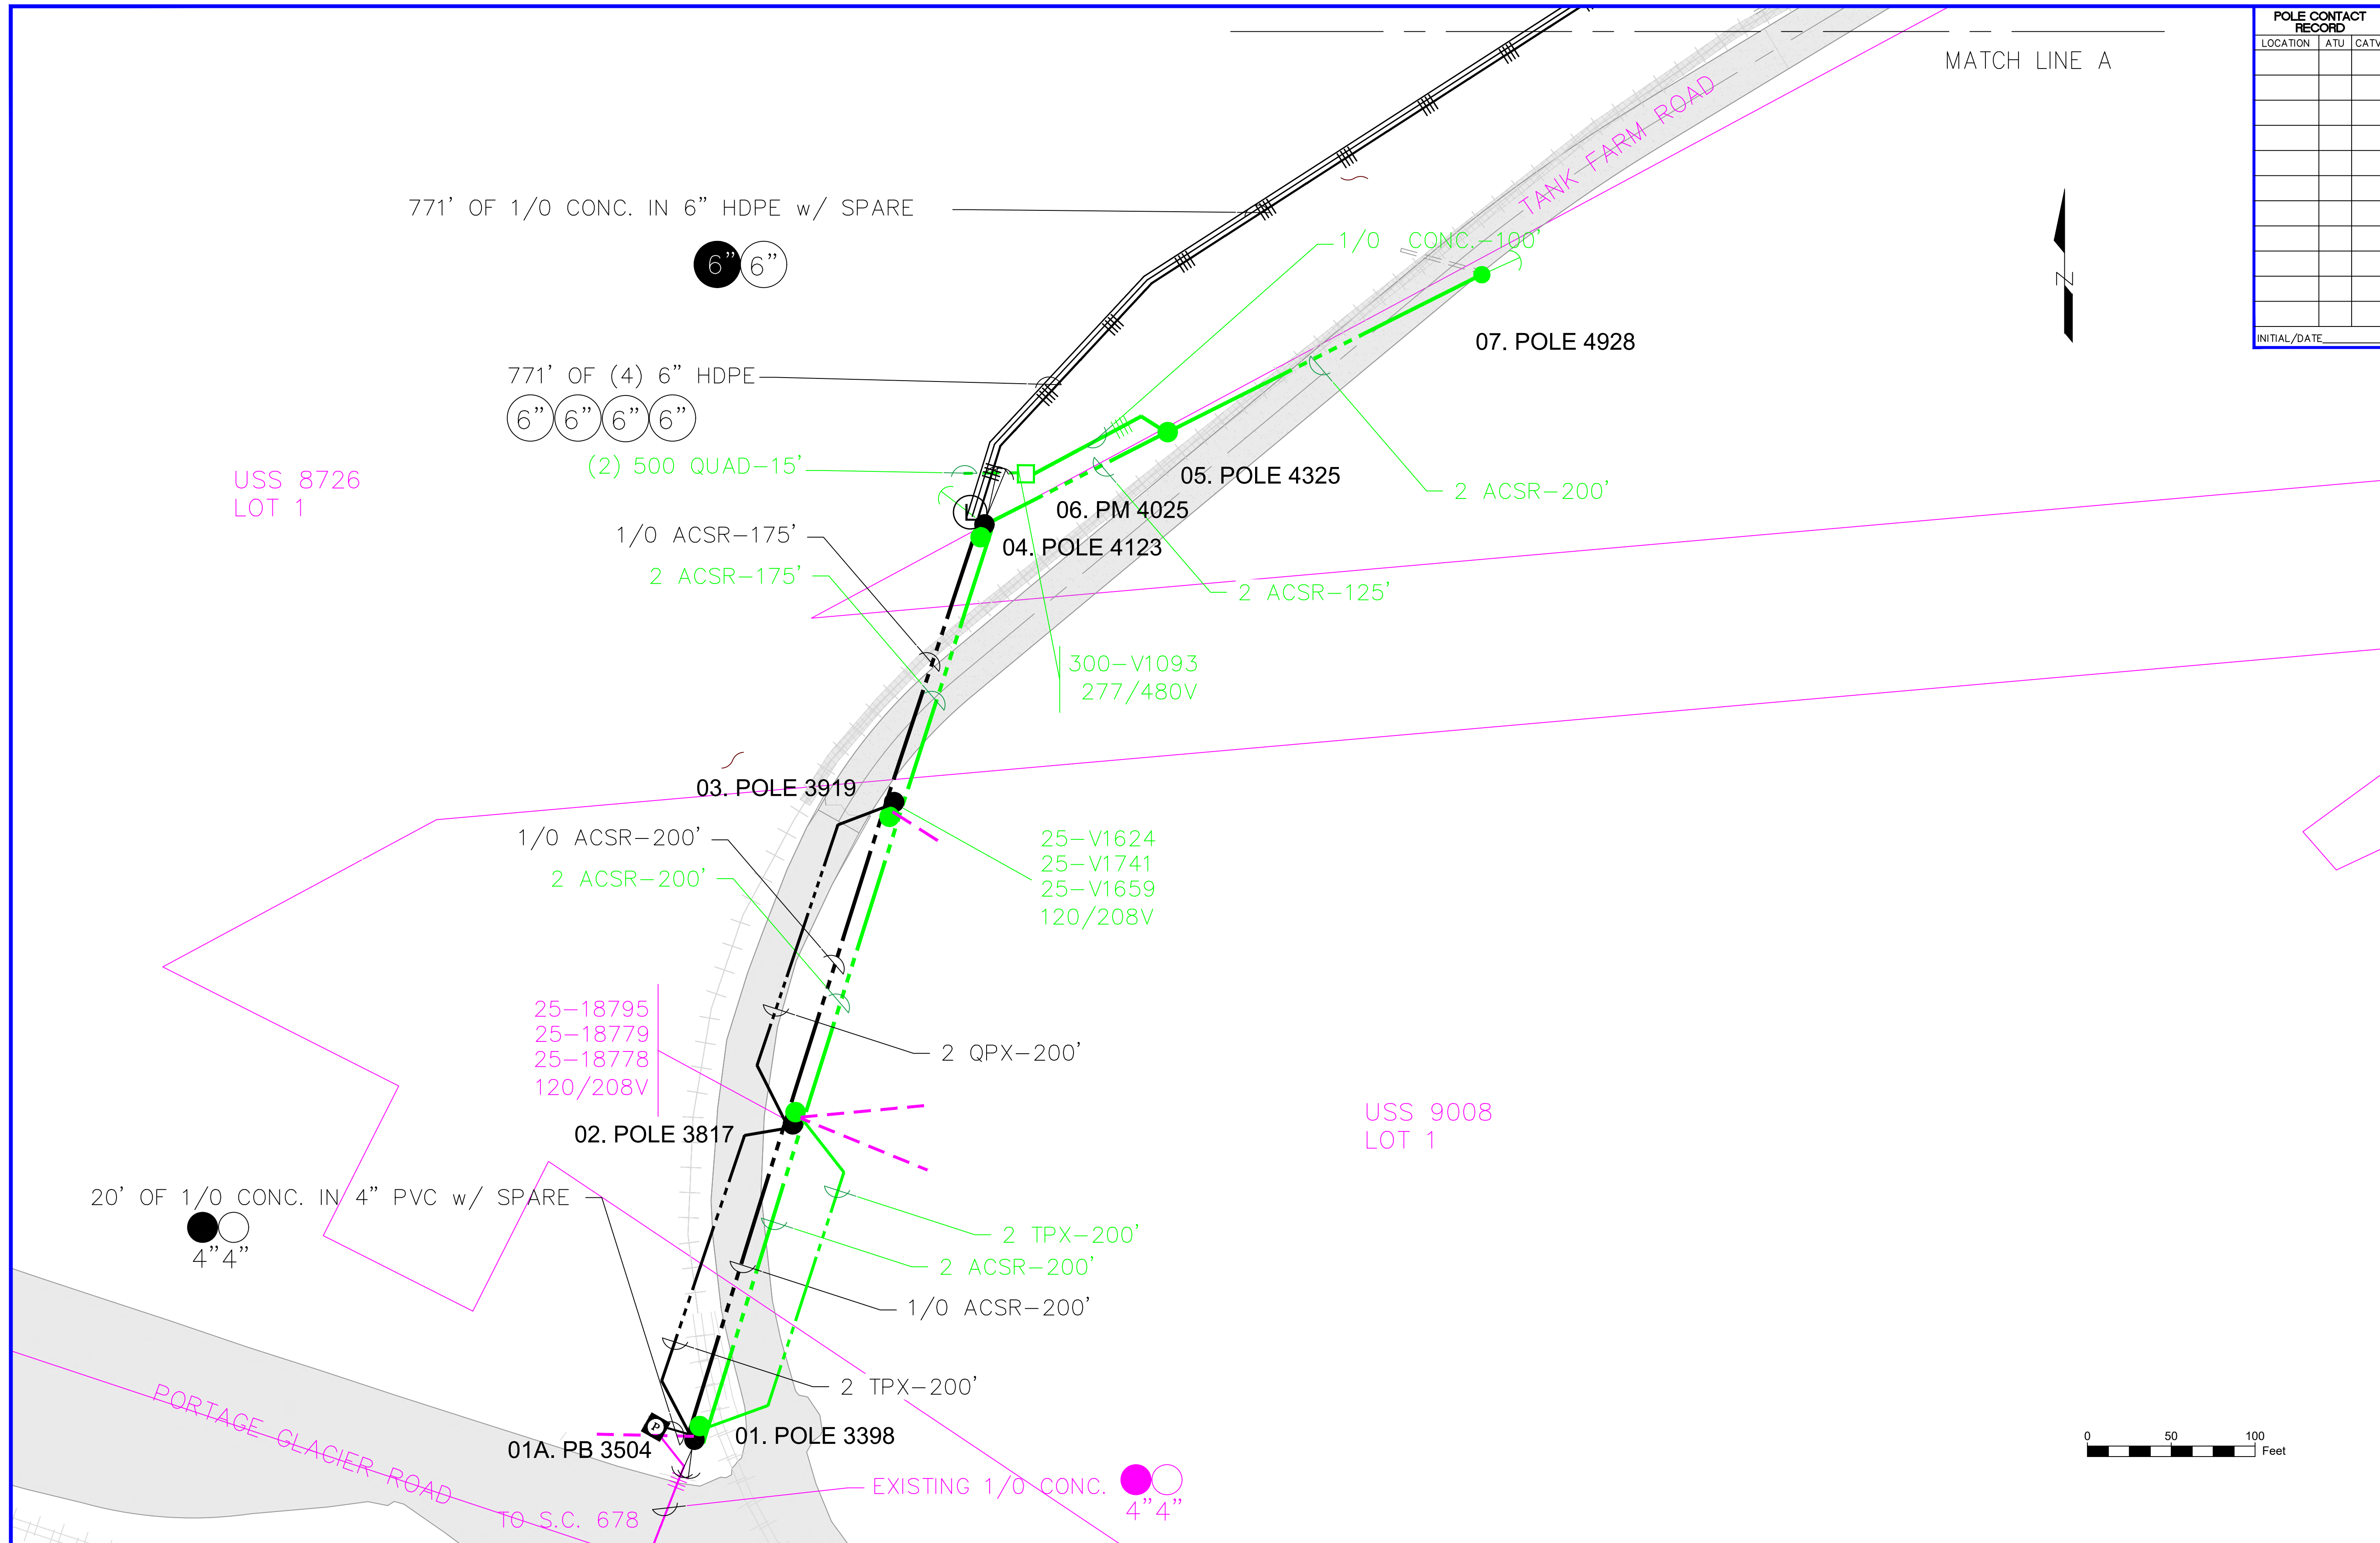 POLE CONTACT
RECORD
LOCATION ATU CATV
INITIAL/DATE
MATCH LINE A
TANK FARM ROAD
N
771' OF 1/0 CONC. IN 6" HDPE w/ SPARE
6" 6"
1/0 CONC.-100'
07. POLE 4928
771' OF (4) 6" HDPE
6" 6" 6" 6"
(2) 500 QUAD-15'
USS 8726
LOT 1
05. POLE 4325
2 ACSR-200'
06. PM 4025
L
1/0 ACSR-175'
04. POLE 4123
2 ACSR-175'
2 ACSR-125'
300-V1093
277/480V
03. POLE 3919
1/0 ACSR-200'
2 ACSR-200'
25-V1624
25-V1741
25-V1659
120/208V
25-18795
25-18779
25-18778
120/208V
2 QPX-200'
02. POLE 3817
USS 9008
LOT 1
20' OF 1/0 CONC. IN 4" PVC w/ SPARE
4"4"
2 TPX-200'
2 ACSR-200'
1/0 ACSR-200'
2 TPX-200'
P
01. POLE 3398
01A. PB 3504
PORTAGE GLACIER ROAD
EXISTING 1/0 CONC.
4"4"
TO S.C. 678
0 50 100
Feet